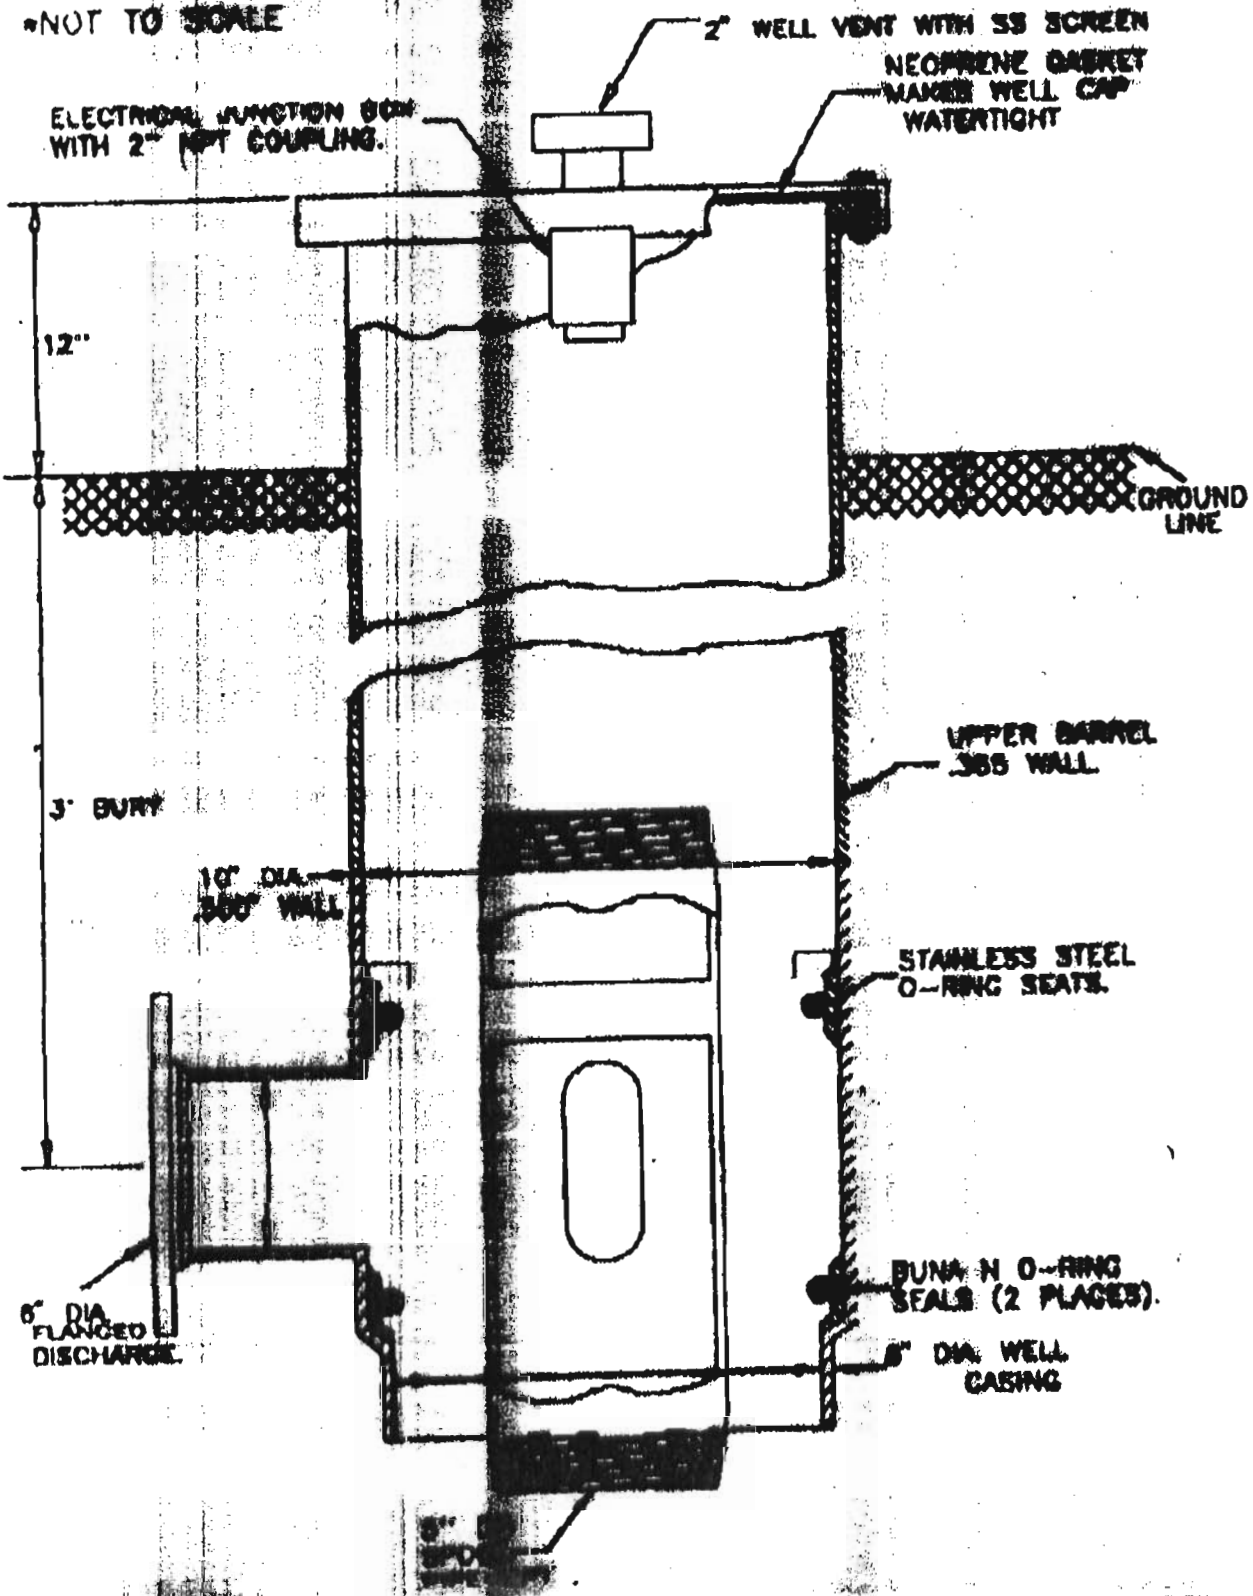 *NOT TO SCALE
2" WELL VENT WITH SS SCREEN
NEOPRENE GASKET
MAKES WELL CAP
WATERTIGHT
ELECTRICAL JUNCTION BOX
WITH 2" NPT COUPLING.
12"
GROUND
LINE
UPPER BARREL
.365 WALL
3' BURY
10" DIA.
.500" WALL
STAINLESS STEEL
O-RING SEATS.
BUNA N O-RING
SEALS (2 PLACES).
6" DIA.
FLANGED
DISCHARGE.
DIA. WELL
CASING